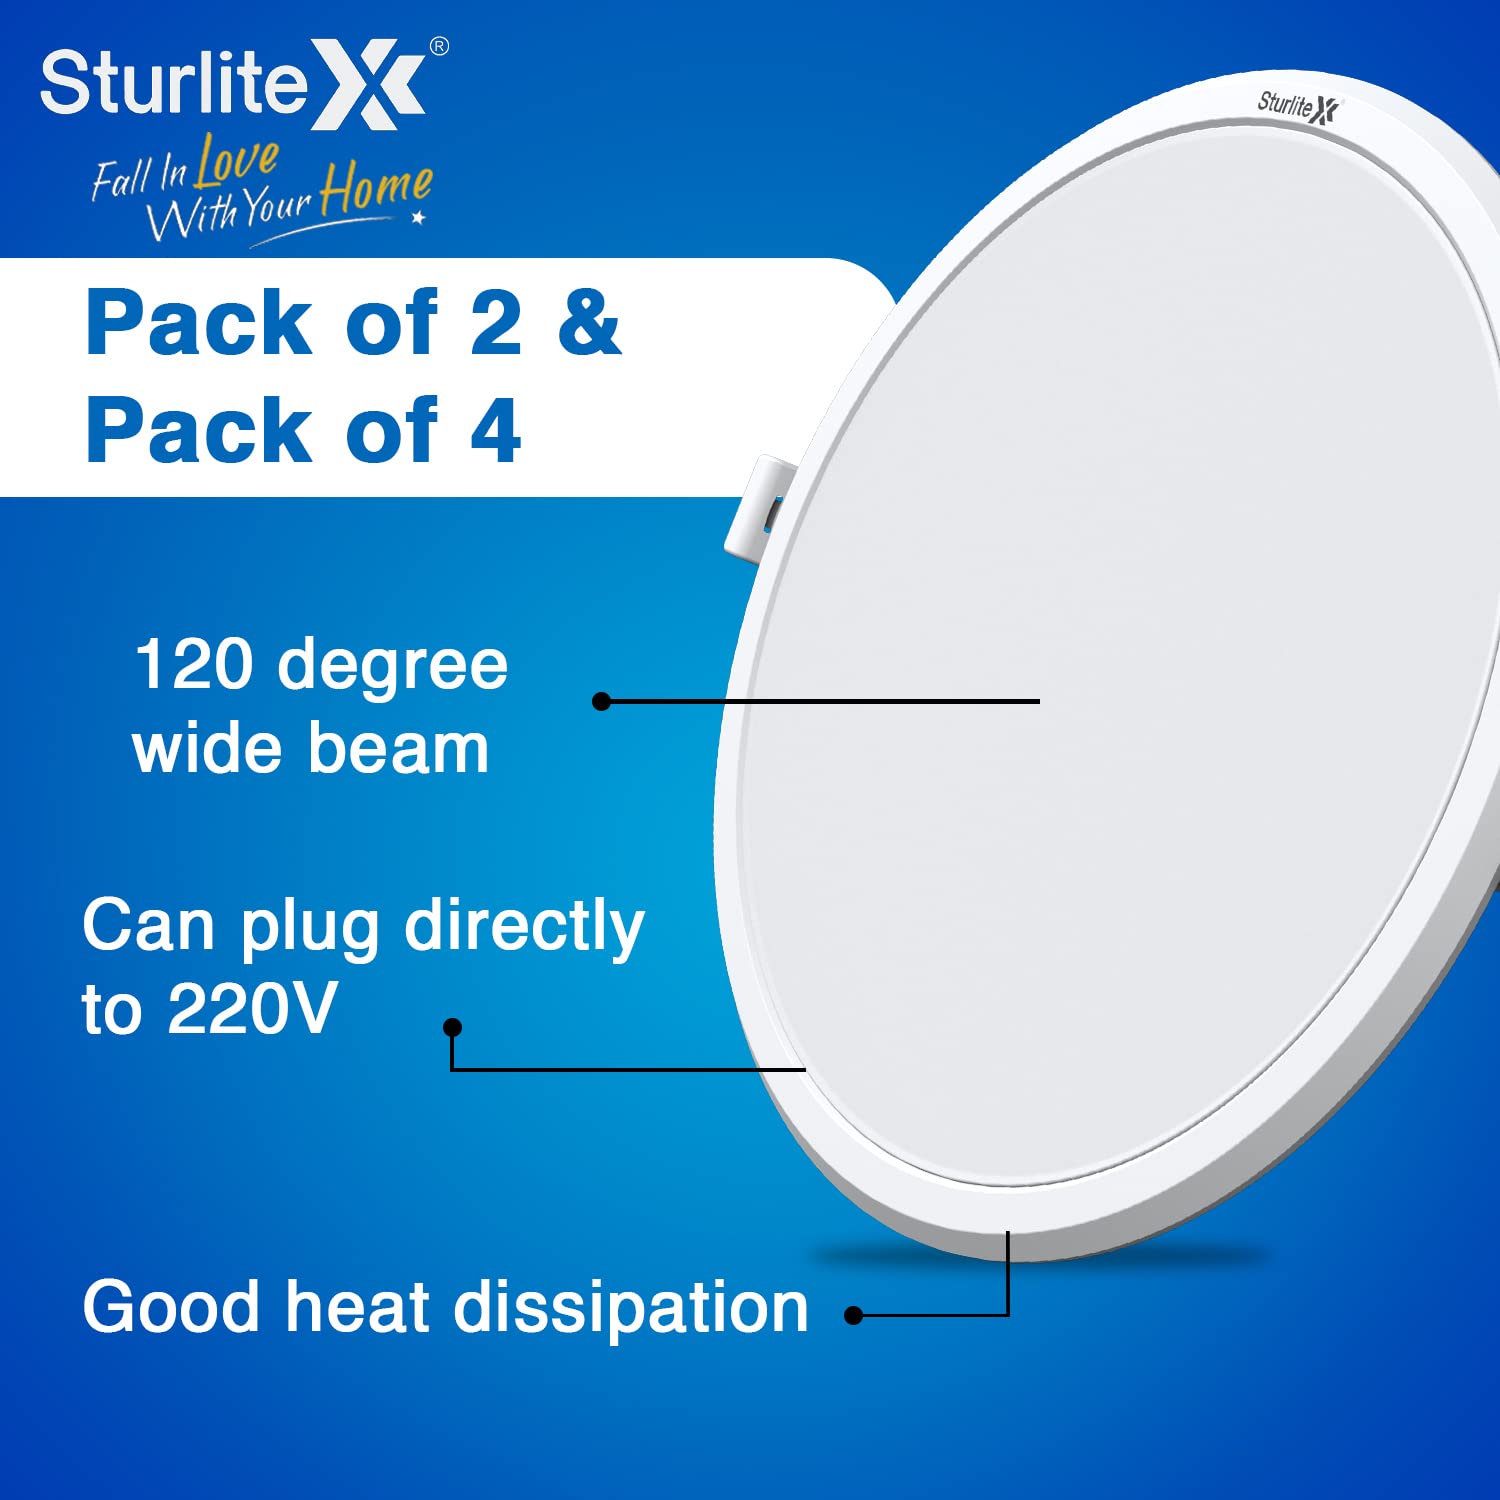 Sturlite ®
Fall In Love
With Your Home
Sturlite
Pack of 2 &
Pack of 4
120 degree
wide beam
Can plug directly
to 220V
Good heat dissipation